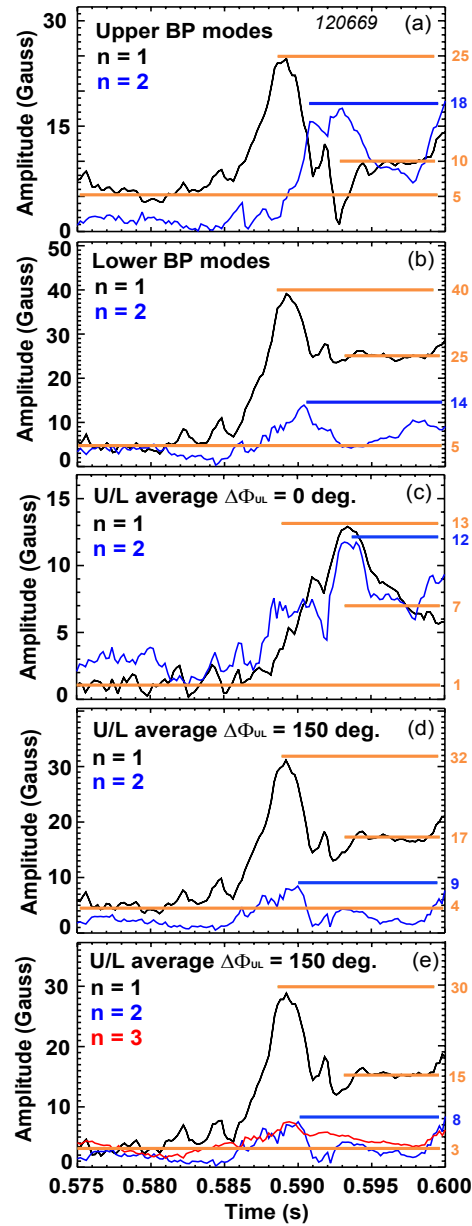 120669
(a)
Upper BP modes
n = 1
n = 2
30
15
0
Amplitude (Gauss)
25
18
10
5
(b)
Lower BP modes
n = 1
n = 2
50
40
30
20
10
0
Amplitude (Gauss)
40
25
14
5
(c)
U/L average ΔΦUL = 0 deg.
n = 1
n = 2
15
10
5
0
Amplitude (Gauss)
13
12
7
1
(d)
U/L average ΔΦUL = 150 deg.
n = 1
n = 2
30
20
10
0
Amplitude (Gauss)
32
17
9
4
(e)
U/L average ΔΦUL = 150 deg.
n = 1
n = 2
n = 3
30
20
10
0
Amplitude (Gauss)
30
15
8
3
0.575 0.580 0.585 0.590 0.595 0.600
Time (s)